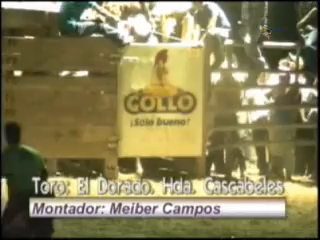 GOLLO
¡Sólo bueno!
Toro: El Dorado. Hda. Cascabeles
Montador: Meiber Campos